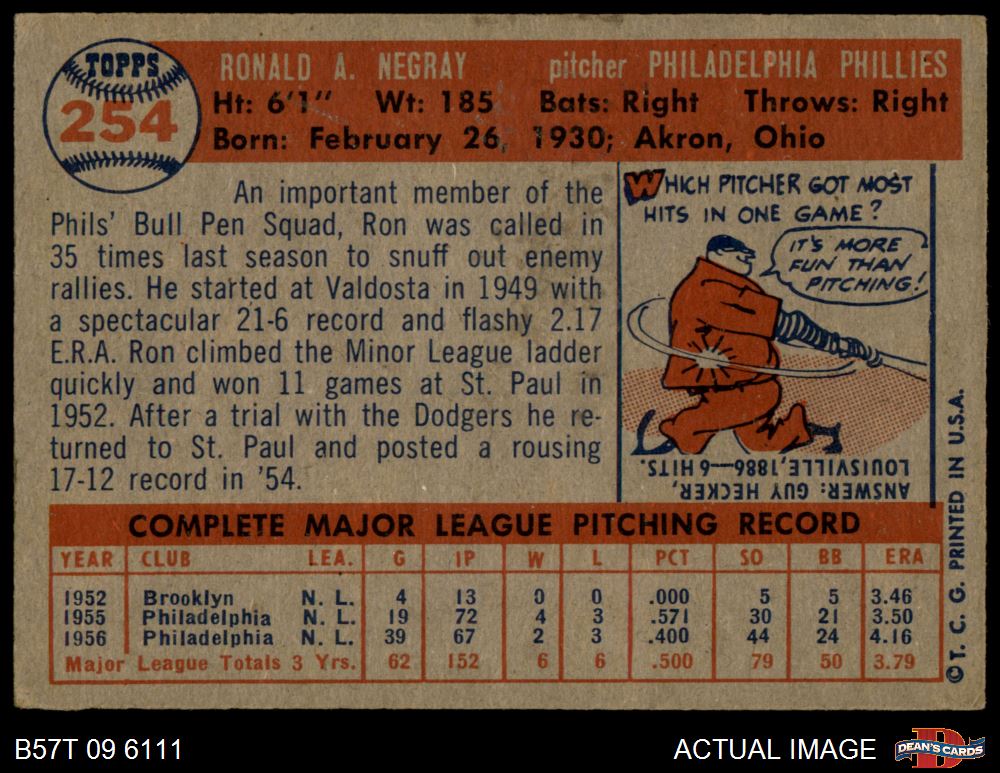 TOPPS
254
RONALD A. NEGRAY pitcher PHILADELPHIA PHILLIES
Ht: 6'1" Wt: 185 Bats: Right Throws: Right
Born: February 26, 1930; Akron, Ohio
An important member of the
Phils' Bull Pen Squad, Ron was called in
35 times last season to snuff out enemy
rallies. He started at Valdosta in 1949 with
a spectacular 21-6 record and flashy 2.17
E.R.A. Ron climbed the Minor League ladder
quickly and won 11 games at St. Paul in
1952. After a trial with the Dodgers he re-
turned to St. Paul and posted a rousing
17-12 record in '54.
WHICH PITCHER GOT MOST
HITS IN ONE GAME?
IT'S MORE
FUN THAN
PITCHING!
ANSWER: GUY HECKER,
LOUISVILLE, 1886—6 HITS.
COMPLETE MAJOR LEAGUE PITCHING RECORD
YEAR CLUB LEA. G IP W L PCT SO BB ERA
1952 Brooklyn N. L. 4 13 0 0 .000 5 5 3.46
1955 Philadelphia N. L. 19 72 4 3 .571 30 21 3.50
1956 Philadelphia N. L. 39 67 2 3 .400 44 24 4.16
Major League Totals 3 Yrs. 62 152 6 6 .500 79 50 3.79
©T. C. G. PRINTED IN U.S.A.
B57T 09 6111
ACTUAL IMAGE
DEAN'S CARDS